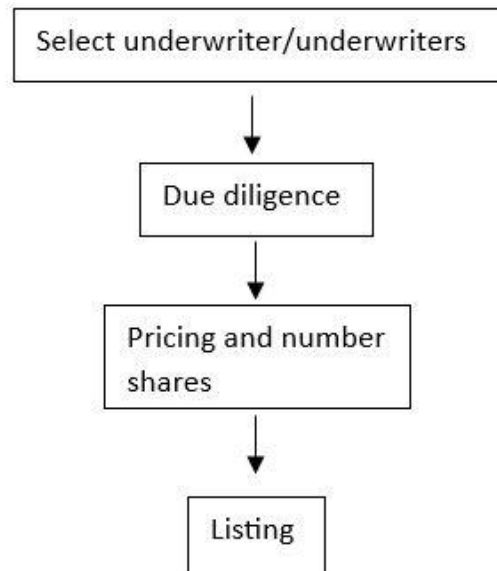 Select underwriter/underwriters
Due diligence
Pricing and number
shares
Listing